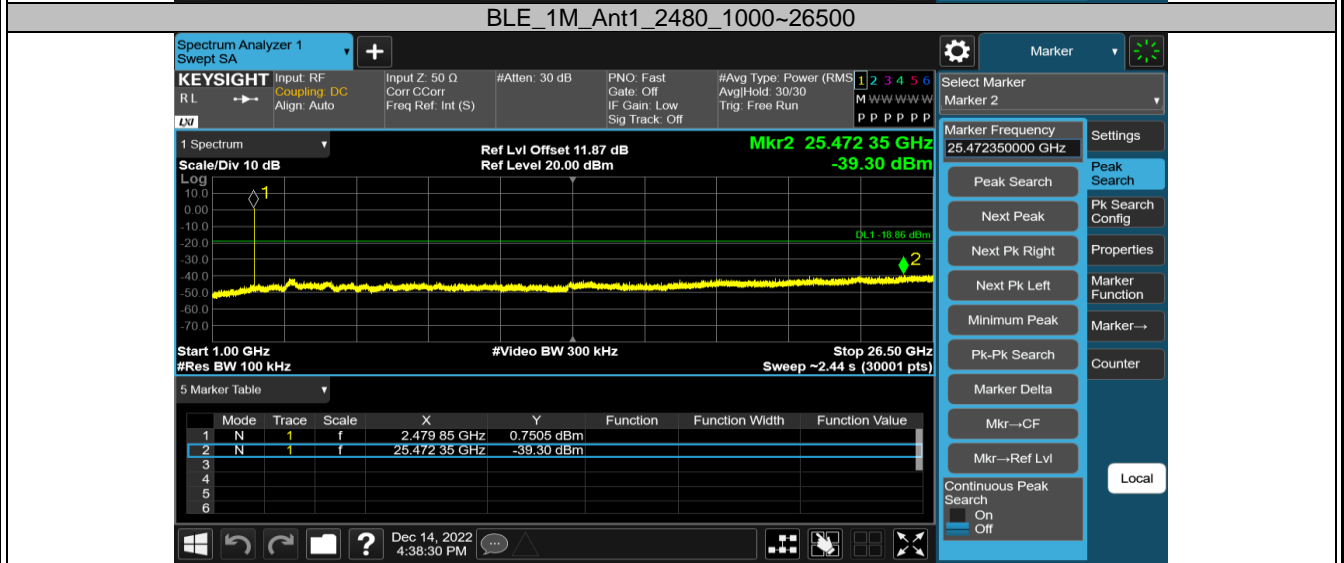 BLE_1M_Ant1_2480_1000~26500
Spectrum Analyzer 1
Swept SA
Marker
KEYSIGHT
RL
LXI
Input: RF
Coupling: DC
Align: Auto
Input Z: 50 Ω
Corr CCorr
Freq Ref: Int (S)
#Atten: 30 dB
PNO: Fast
Gate: Off
IF Gain: Low
Sig Track: Off
#Avg Type: Power (RMS
Avg|Hold: 30/30
Trig: Free Run
1 2 3 4 5 6
M W W W W W
P P P P P P
Select Marker
Marker 2
1 Spectrum
Scale/Div 10 dB
Ref Lvl Offset 11.87 dB
Ref Level 20.00 dBm
Mkr2 25.472 35 GHz
-39.30 dBm
Log
10.0
0.00
-10.0
-20.0
-30.0
-40.0
-50.0
-60.0
-70.0
1
DL1 -18.86 dBm
2
Start 1.00 GHz
#Res BW 100 kHz
#Video BW 300 kHz
Stop 26.50 GHz
Sweep ~2.44 s (30001 pts)
5 Marker Table
Mode Trace Scale X Y Function Function Width Function Value
1 N 1 f 2.479 85 GHz 0.7505 dBm
2 N 1 f 25.472 35 GHz -39.30 dBm
3
4
5
6
Marker Frequency
25.472350000 GHz
Peak Search
Next Peak
Next Pk Right
Next Pk Left
Minimum Peak
Pk-Pk Search
Marker Delta
Mkr→CF
Mkr→Ref Lvl
Continuous Peak
Search
On
Off
Settings
Peak
Search
Pk Search
Config
Properties
Marker
Function
Marker→
Counter
Local
?
Dec 14, 2022
4:38:30 PM